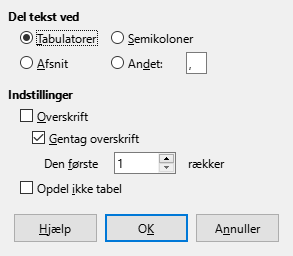 Del tekst ved
Tabulatorer Semikoloner
Afsnit Andet: ,
Indstillinger
Overskrift
Gentag overskrift
Den første 1 rækker
Opdel ikke tabel
Hjælp OK Annuller